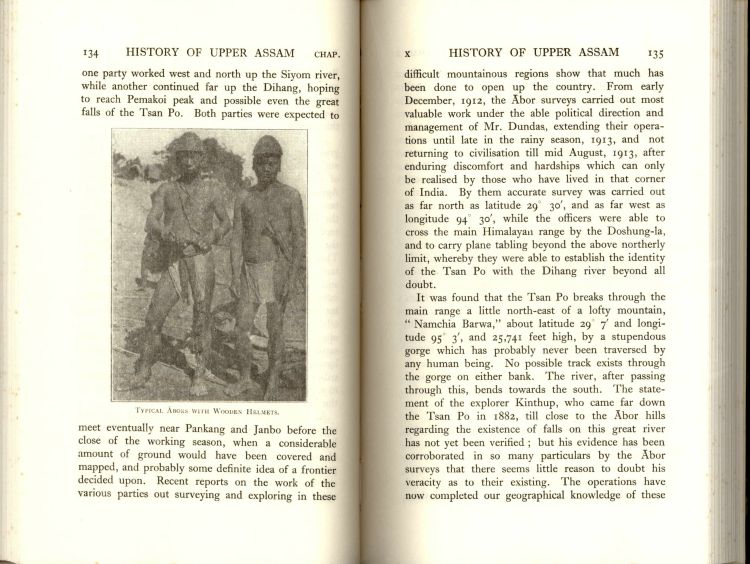 134 HISTORY OF UPPER ASSAM CHAP.
one party worked west and north up the Siyom river,
while another continued far up the Dihang, hoping
to reach Pemakoi peak and possible even the great
falls of the Tsan Po. Both parties were expected to
TYPICAL ABORS WITH WOODEN HELMETS.
meet eventually near Pankang and Janbo before the
close of the working season, when a considerable
amount of ground would have been covered and
mapped, and probably some definite idea of a frontier
decided upon. Recent reports on the work of the
various parties out surveying and exploring in these
X HISTORY OF UPPER ASSAM 135
difficult mountainous regions show that much has
been done to open up the country. From early
December, 1912, the Ābor surveys carried out most
valuable work under the able political direction and
management of Mr. Dundas, extending their opera-
tions until late in the rainy season, 1913, and not
returning to civilisation till mid August, 1913, after
enduring discomfort and hardships which can only
be realised by those who have lived in that corner
of India. By them accurate survey was carried out
as far north as latitude 29° 30′, and as far west as
longitude 94° 30′, while the officers were able to
cross the main Himalayan range by the Doshung-la,
and to carry plane tabling beyond the above northerly
limit, whereby they were able to establish the identity
of the Tsan Po with the Dihang river beyond all
doubt.
It was found that the Tsan Po breaks through the
main range a little north-east of a lofty mountain,
“ Namchia Barwa,” about latitude 29° 7′ and longi-
tude 95° 3′, and 25,741 feet high, by a stupendous
gorge which has probably never been traversed by
any human being. No possible track exists through
the gorge on either bank. The river, after passing
through this, bends towards the south. The state-
ment of the explorer Kinthup, who came far down
the Tsan Po in 1882, till close to the Ābor hills
regarding the existence of falls on this great river
has not yet been verified ; but his evidence has been
corroborated in so many particulars by the Ābor
surveys that there seems little reason to doubt his
veracity as to their existing. The operations have
now completed our geographical knowledge of these